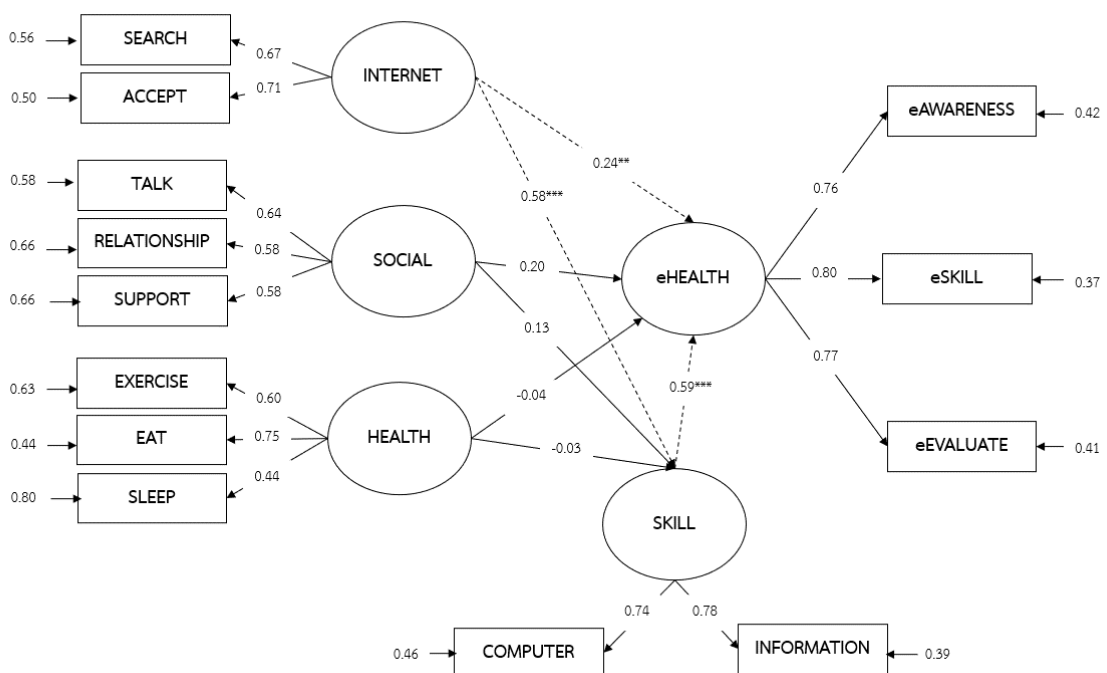 0.56
SEARCH
0.67
INTERNET
0.50
ACCEPT
0.71
eAWARENESS
0.42
0.24**
0.58***
0.76
0.58
TALK
0.64
0.66
RELATIONSHIP
0.58
SOCIAL
0.20
eHEALTH
0.80
eSKILL
0.37
0.66
SUPPORT
0.58
0.13
0.77
0.63
EXERCISE
0.60
-0.04
0.59***
0.44
EAT
0.75
HEALTH
-0.03
eEVALUATE
0.41
0.80
SLEEP
0.44
SKILL
0.74
0.78
0.46
COMPUTER
INFORMATION
0.39